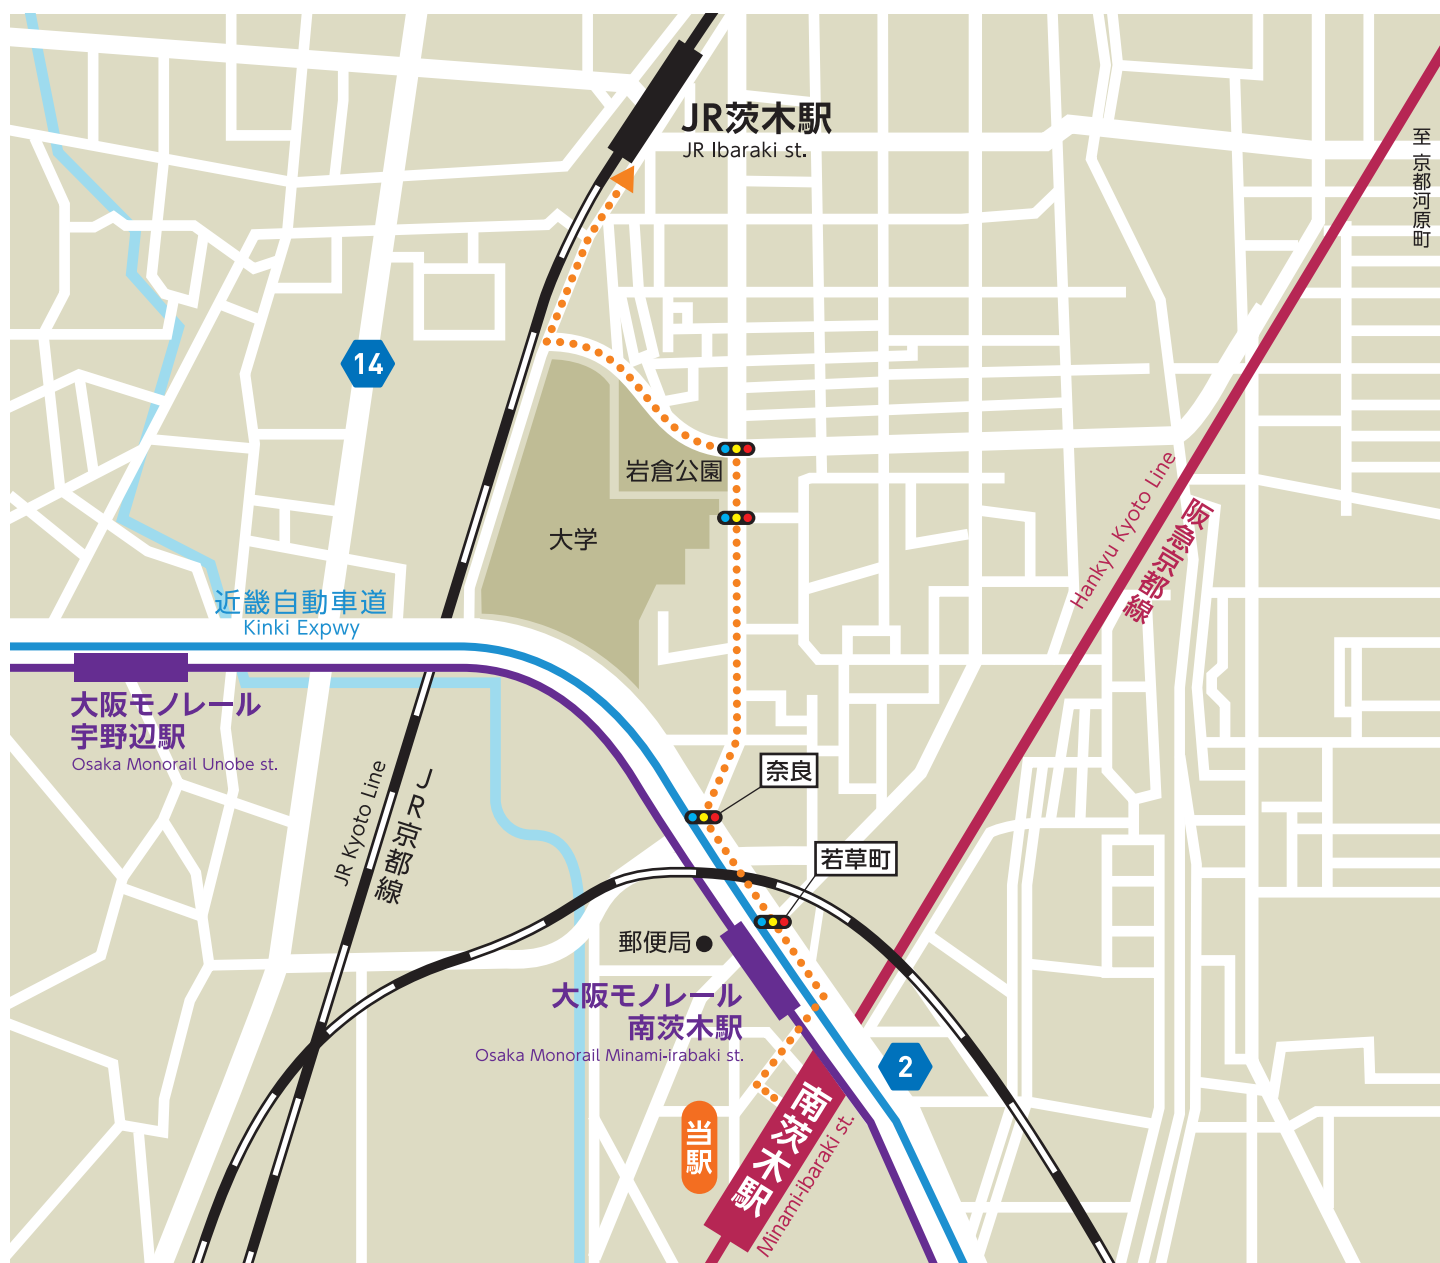 JR茨木駅
JR Ibaraki st.
至 京都河原町
14
岩倉公園
大学
Hankyu Kyoto Line
阪急京都線
近畿自動車道
Kinki Expwy
大阪モノレール
宇野辺駅
Osaka Monorail Unobe st.
JR Kyoto Line
JR京都線
奈良
若草町
郵便局
大阪モノレール
南茨木駅
Osaka Monorail Minami-irabaki st.
2
当駅
南茨木駅
Minami-ibaraki st.